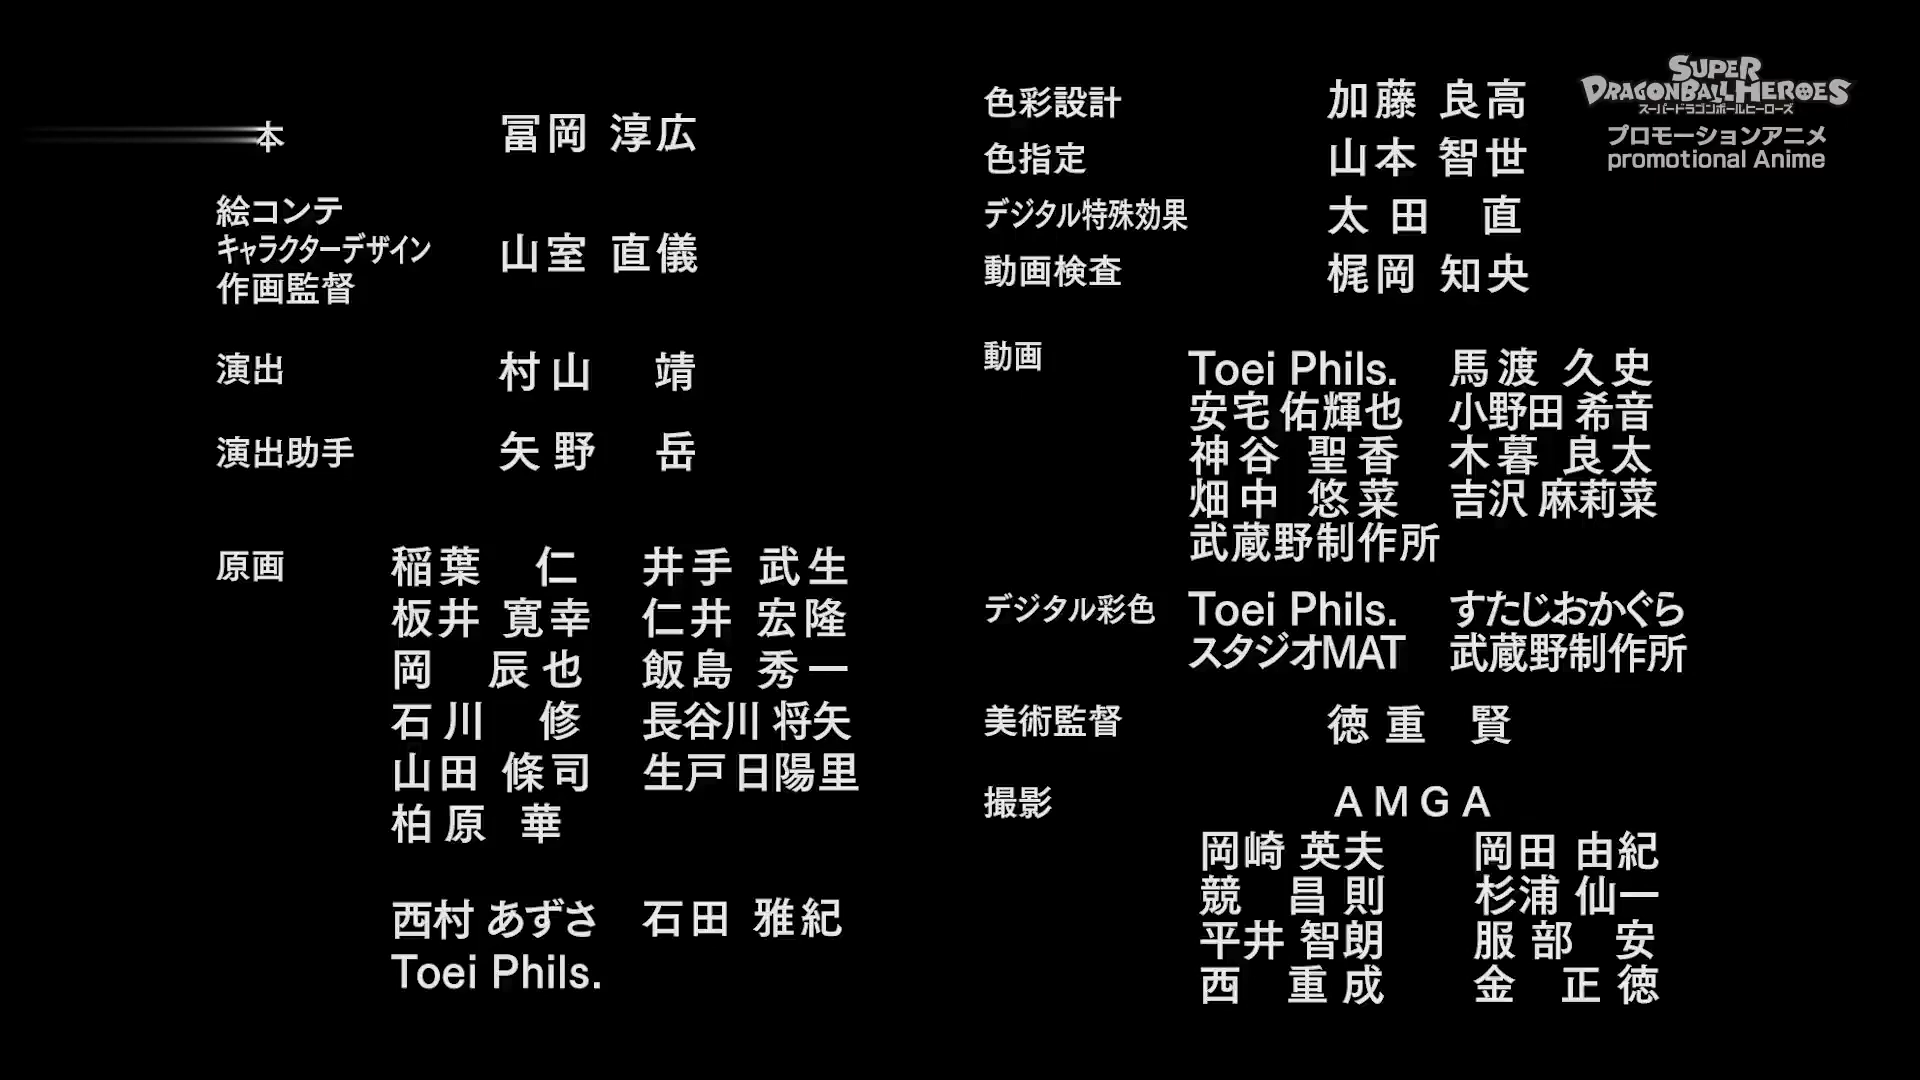 本 冨岡 淳広
絵コンテ
キャラクターデザイン
作画監督
山室 直儀
演出 村山 靖
演出助手 矢野 岳
原画 稲葉 仁 井手 武生
板井 寛幸 仁井 宏隆
岡 辰也 飯島 秀一
石川 修 長谷川 将矢
山田 條司 生戸 日陽里
柏原 華
西村 あずさ 石田 雅紀
Toei Phils.
色彩設計 加藤 良高
色指定 山本 智世
デジタル特殊効果 太田 直
動画検査 梶岡 知央
動画 Toei Phils. 馬渡 久史
安宅 佑輝也 小野田 希音
神谷 聖香 木暮 良太
畑中 悠菜 吉沢 麻莉菜
武蔵野制作所
デジタル彩色 Toei Phils. すたじおかぐら
スタジオMAT 武蔵野制作所
美術監督 徳重 賢
撮影 AMGA
岡崎 英夫 岡田 由紀
競 昌則 杉浦 仙一
平井 智朗 服部 安
西 重成 金 正徳
SUPER
DRAGONBALL HEROES
スーパードラゴンボールヒーローズ
プロモーションアニメ
promotional Anime